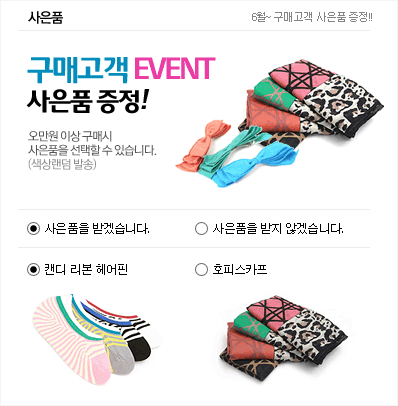 사은품
6월~ 구매고객 사은품 증정!!
구매고객 EVENT
사은품 증정!
오만원 이상 구매시
사은품을 선택할 수 있습니다.
(색상랜덤 발송)
사은품을 받겠습니다.
사은품을 받지 않겠습니다.
캔디 리본 헤어핀
호피스카프